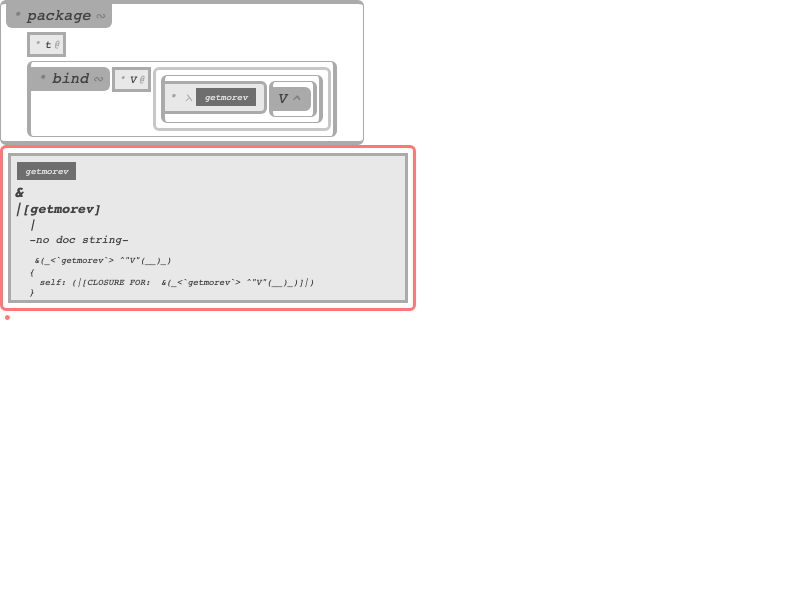 * package ∾
* t @
* bind ∾ * V @
* λ getmorev V ^
getmorev
&
|[getmorev]
|
-no doc string-
&(_<`getmorev`> ^"V"(__)_)
{
self: (|[CLOSURE FOR:  &(_<`getmorev`> ^"V"(__)_)]|)
}